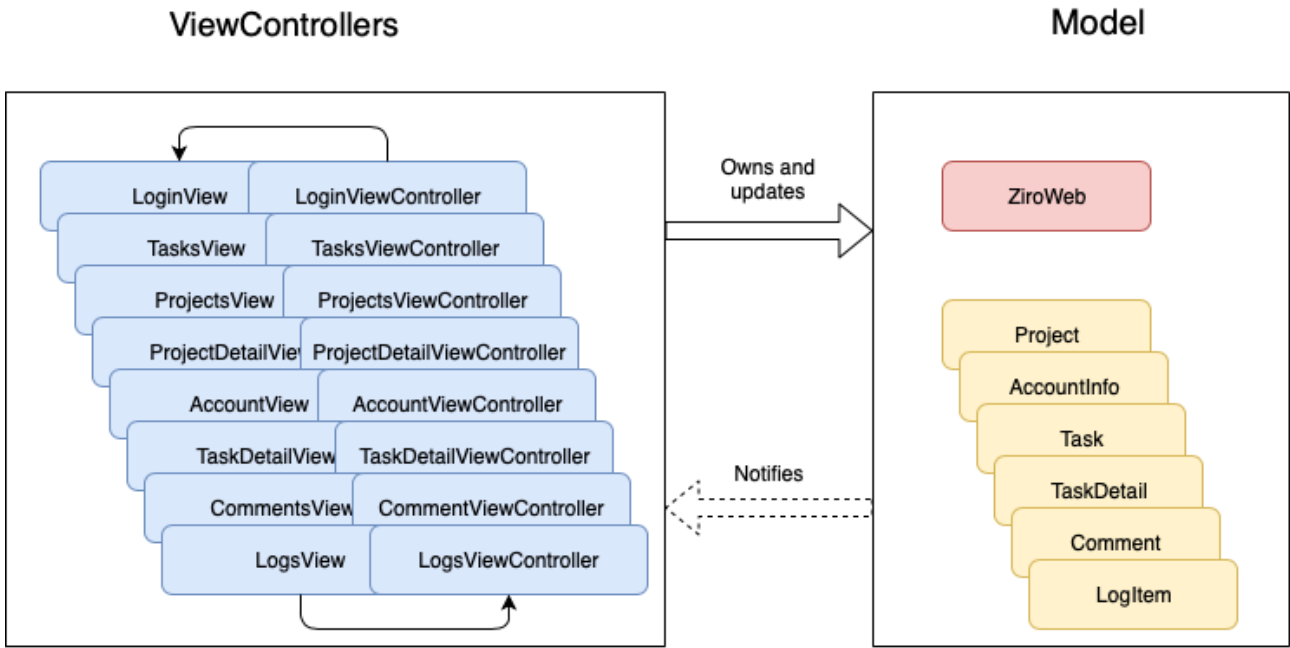 ViewControllers
Model
LoginView
LoginViewController
TasksView
TasksViewController
ProjectsView
ProjectsViewController
ProjectDetailView
ProjectDetailViewController
AccountView
AccountViewController
TaskDetailView
TaskDetailViewController
CommentsView
CommentViewController
LogsView
LogsViewController
Owns and
updates
Notifies
ZiroWeb
Project
AccountInfo
Task
TaskDetail
Comment
LogItem